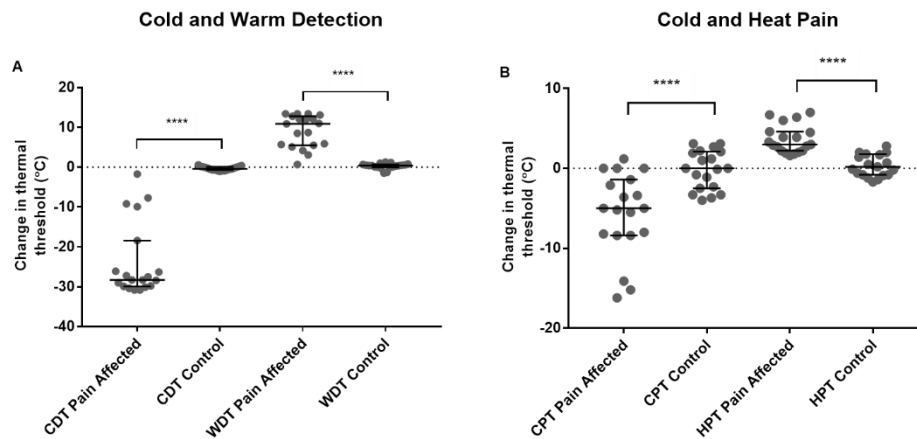 Cold and Warm Detection
Cold and Heat Pain
A
****
****
20
10
0
-10
-20
-30
-40
Change in thermal
threshold (°C)
CDT Pain Affected
CDT Control
WDT Pain Affected
WDT Control
B
****
****
10
0
-10
-20
Change in thermal
threshold (°C)
CPT Pain Affected
CPT Control
HPT Pain Affected
HPT Control